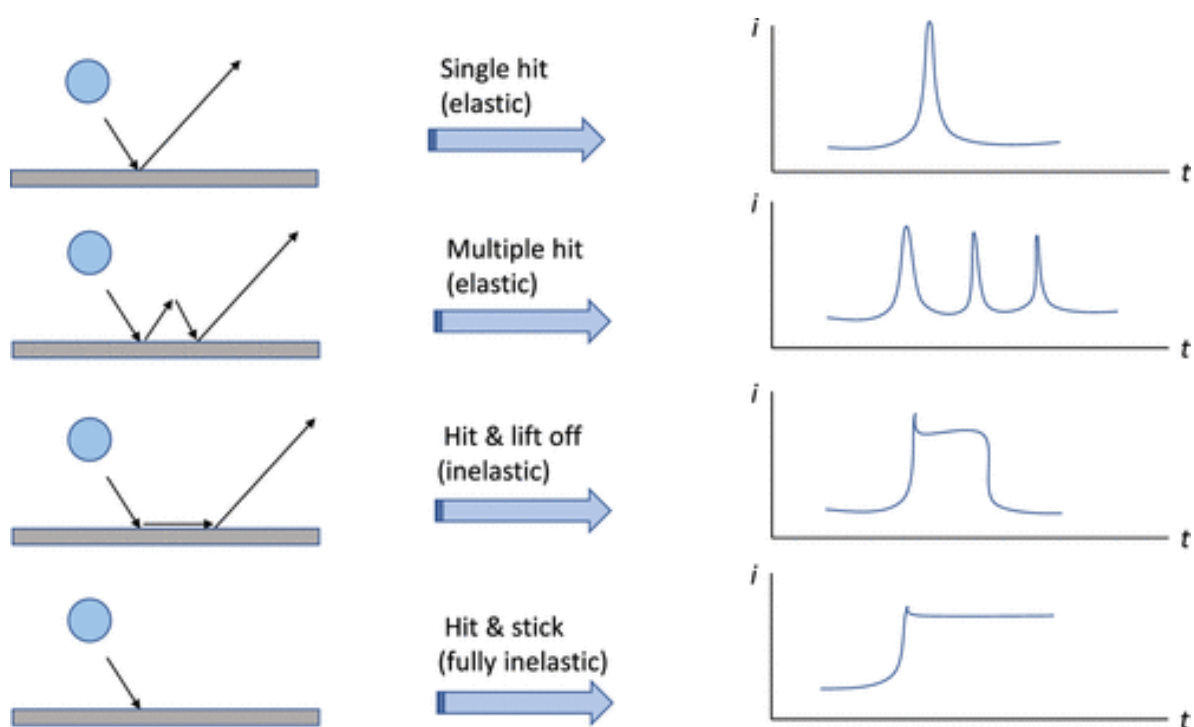 i
Single hit
(elastic)
t
i
Multiple hit
(elastic)
t
i
Hit & lift off
(inelastic)
t
i
Hit & stick
(fully inelastic)
t